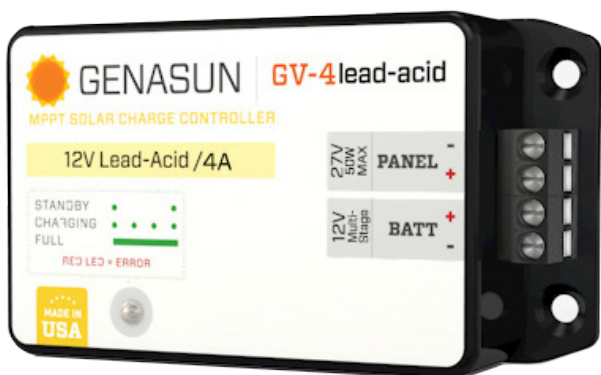 GENASUN
GV-4lead-acid
MPPT SOLAR CHARGE CONTROLLER
12V Lead-Acid /4A
27V
50W
MAX
PANEL
-
+
12V
Multi-
Stage
BATT
+
-
STANDBY
CHARGING
FULL
RED LED = ERROR
MADE IN
USA